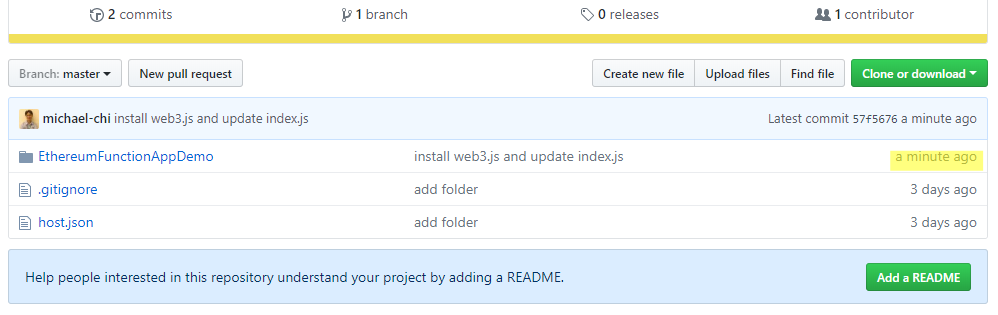 2 commits 1 branch 0 releases 1 contributor
Branch: master New pull request Create new file Upload files Find file Clone or download
michael-chi install web3.js and update index.js Latest commit 57f5676 a minute ago
EthereumFunctionAppDemo install web3.js and update index.js a minute ago
.gitignore add folder 3 days ago
host.json add folder 3 days ago
Help people interested in this repository understand your project by adding a README. Add a README